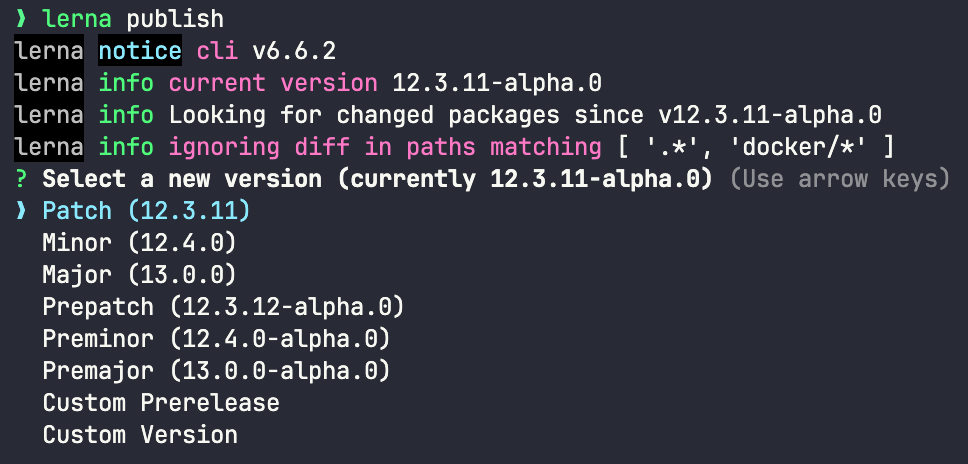 ❯ lerna publish
lerna notice cli v6.6.2
lerna info current version 12.3.11-alpha.0
lerna info Looking for changed packages since v12.3.11-alpha.0
lerna info ignoring diff in paths matching [ '.*', 'docker/*' ]
? Select a new version (currently 12.3.11-alpha.0) (Use arrow keys)
❯ Patch (12.3.11)
Minor (12.4.0)
Major (13.0.0)
Prepatch (12.3.12-alpha.0)
Preminor (12.4.0-alpha.0)
Premajor (13.0.0-alpha.0)
Custom Prerelease
Custom Version